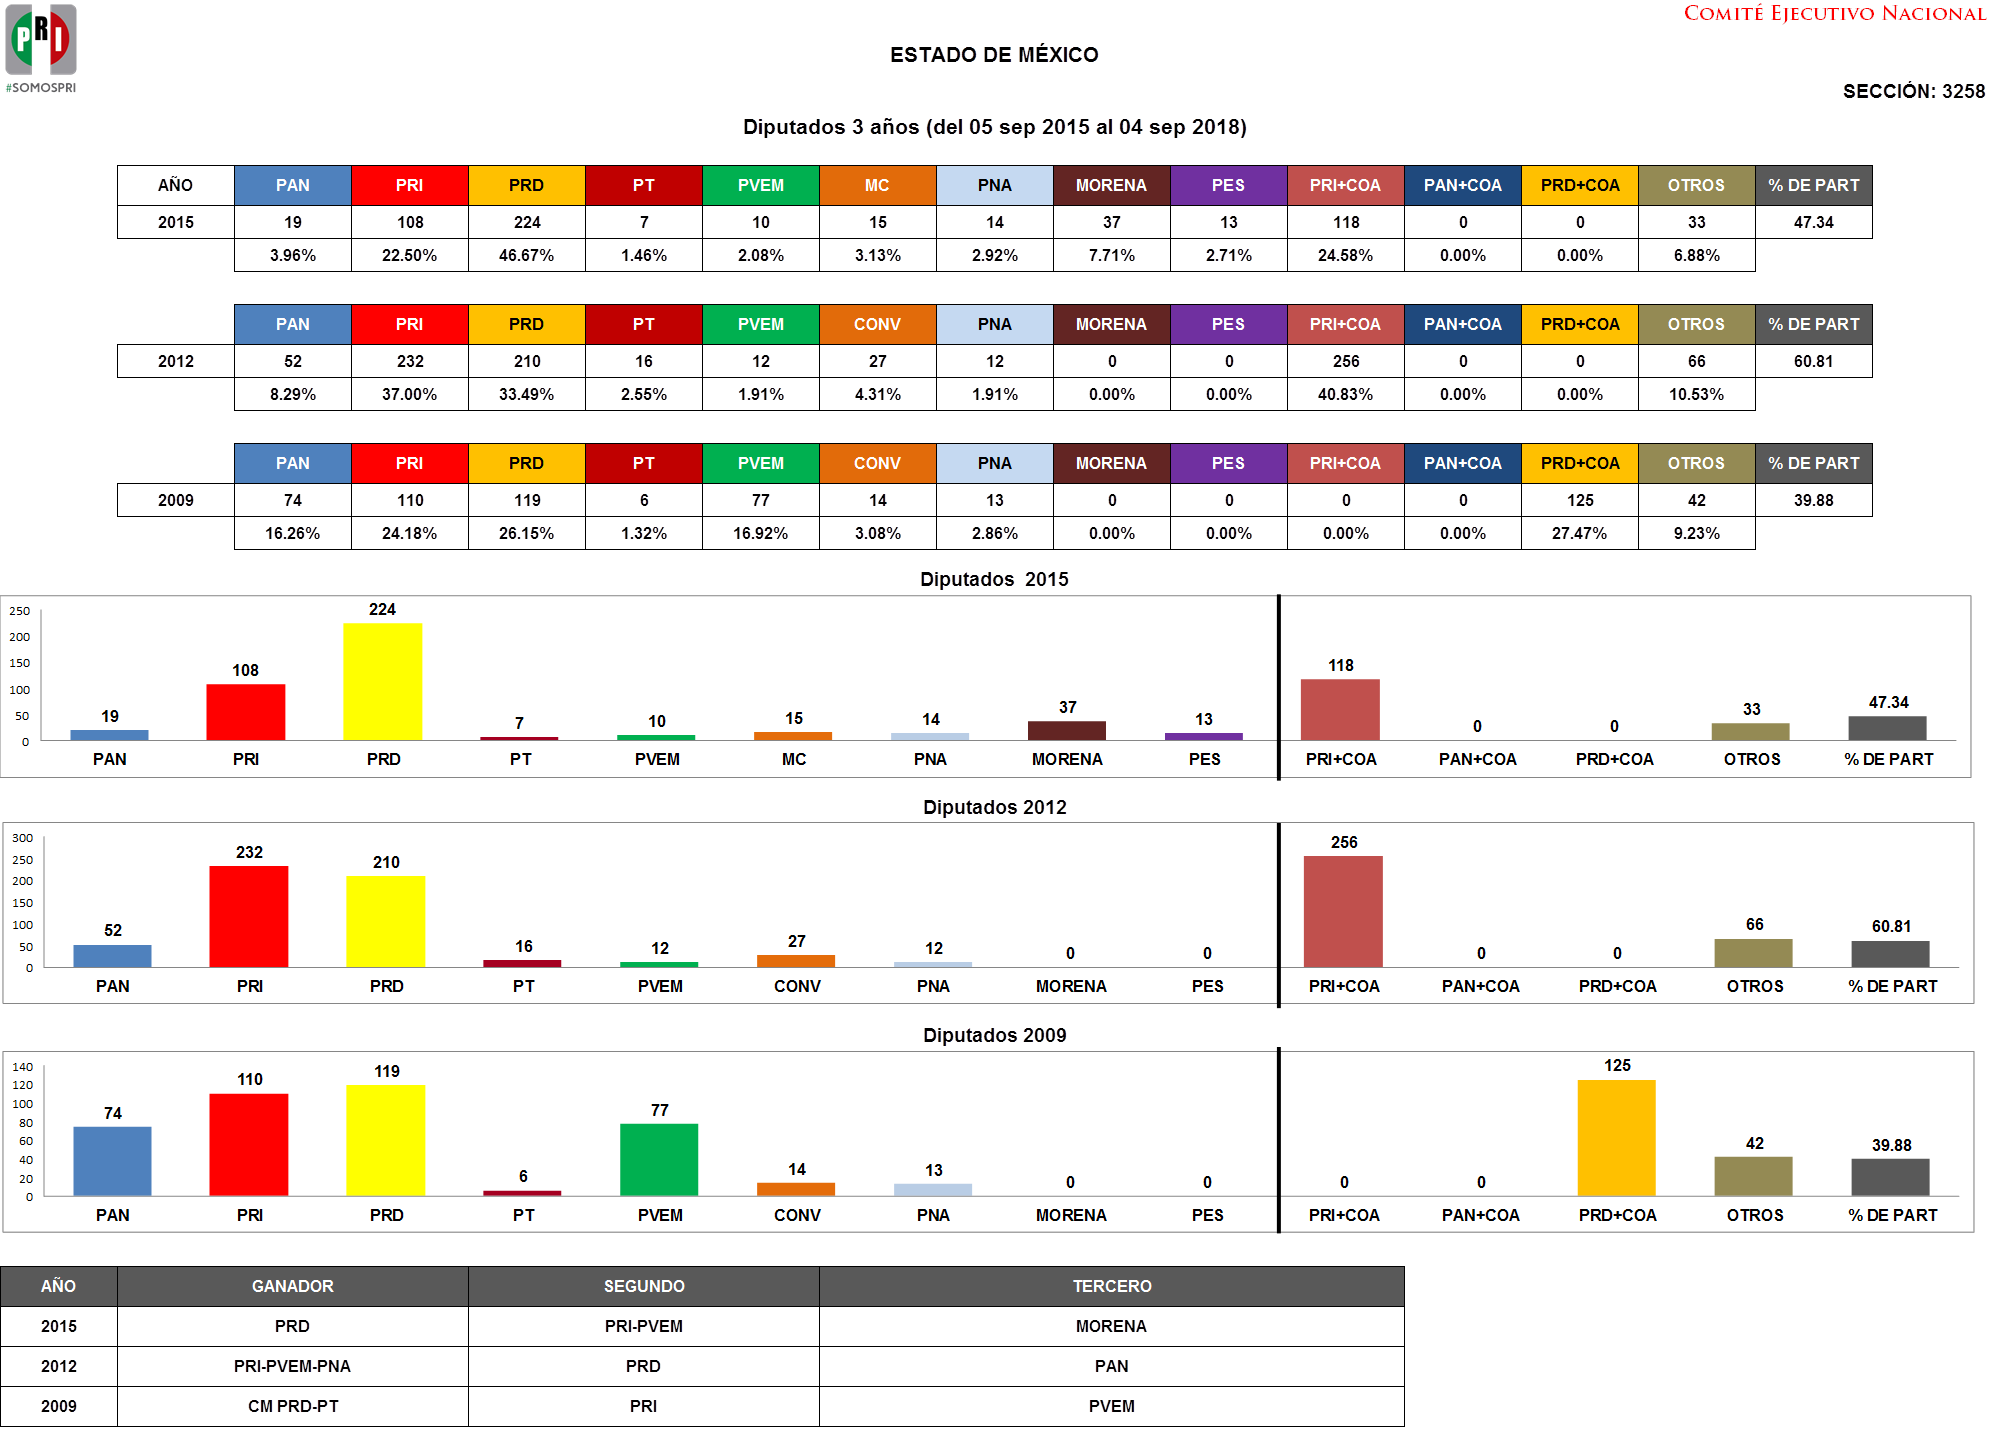 PRI
#SOMOSPRI
COMITÉ EJECUTIVO NACIONAL
ESTADO DE MÉXICO
SECCIÓN: 3258
Diputados 3 años (del 05 sep 2015 al 04 sep 2018)
AÑO PAN PRI PRD PT PVEM MC PNA MORENA PES PRI+COA PAN+COA PRD+COA OTROS % DE PART
2015 19 108 224 7 10 15 14 37 13 118 0 0 33 47.34
3.96% 22.50% 46.67% 1.46% 2.08% 3.13% 2.92% 7.71% 2.71% 24.58% 0.00% 0.00% 6.88%
PAN PRI PRD PT PVEM CONV PNA MORENA PES PRI+COA PAN+COA PRD+COA OTROS % DE PART
2012 52 232 210 16 12 27 12 0 0 256 0 0 66 60.81
8.29% 37.00% 33.49% 2.55% 1.91% 4.31% 1.91% 0.00% 0.00% 40.83% 0.00% 0.00% 10.53%
PAN PRI PRD PT PVEM CONV PNA MORENA PES PRI+COA PAN+COA PRD+COA OTROS % DE PART
2009 74 110 119 6 77 14 13 0 0 0 0 125 42 39.88
16.26% 24.18% 26.15% 1.32% 16.92% 3.08% 2.86% 0.00% 0.00% 0.00% 0.00% 27.47% 9.23%
Diputados 2015
250
200
150
100
50
0
19 108 224 7 10 15 14 37 13 118 0 0 33 47.34
PAN PRI PRD PT PVEM MC PNA MORENA PES PRI+COA PAN+COA PRD+COA OTROS % DE PART
Diputados 2012
300
250
200
150
100
50
0
52 232 210 16 12 27 12 0 0 256 0 0 66 60.81
PAN PRI PRD PT PVEM CONV PNA MORENA PES PRI+COA PAN+COA PRD+COA OTROS % DE PART
Diputados 2009
140
120
100
80
60
40
20
0
74 110 119 6 77 14 13 0 0 0 0 125 42 39.88
PAN PRI PRD PT PVEM CONV PNA MORENA PES PRI+COA PAN+COA PRD+COA OTROS % DE PART
AÑO GANADOR SEGUNDO TERCERO
2015 PRD PRI-PVEM MORENA
2012 PRI-PVEM-PNA PRD PAN
2009 CM PRD-PT PRI PVEM